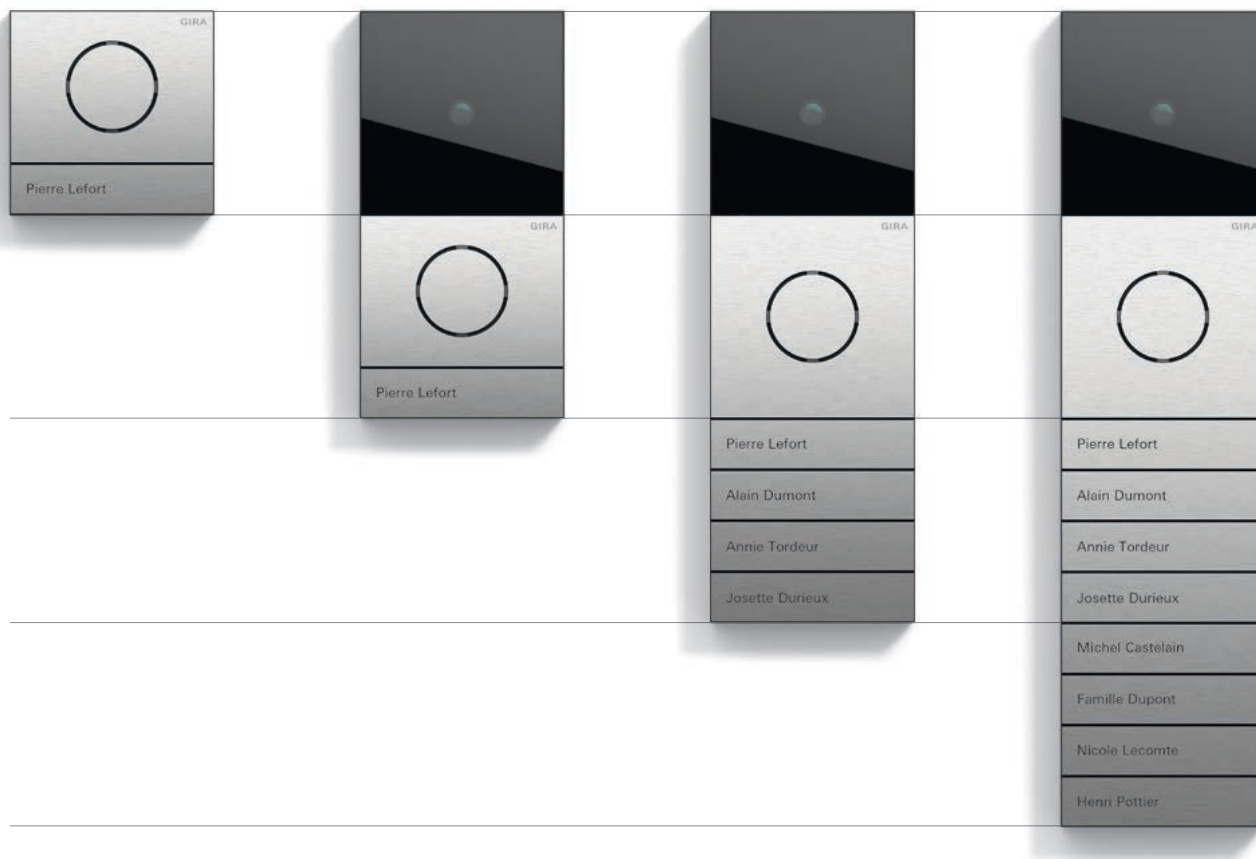 GIRA
Pierre Lefort
GIRA
Pierre Lefort
GIRA
Pierre Lefort
Alain Dumont
Annie Tordeur
Josette Durieux
GIRA
Pierre Lefort
Alain Dumont
Annie Tordeur
Josette Durieux
Michel Castelain
Famille Dupont
Nicole Lecomte
Henri Pottier